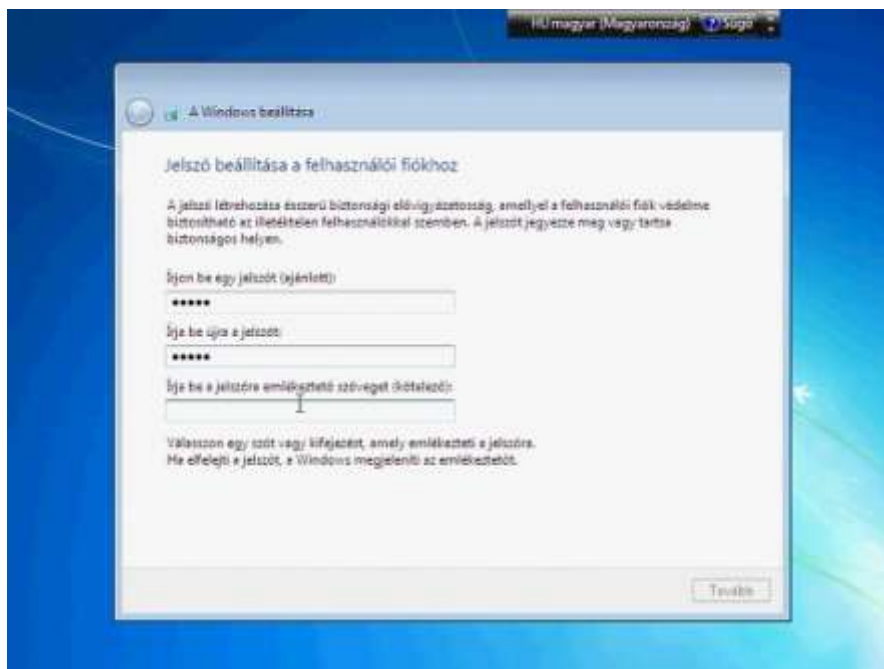 HU magyar (Magyarország) ? Súgó
A Windows beállítása
Jelszó beállítása a felhasználói fiókhoz
A jelszó létrehozása ésszerű biztonsági elővigyázatosság, amellyel a felhasználói fiók védelme
biztosítható az illetéktelen felhasználókkal szemben. A jelszót jegyezze meg vagy tartsa
biztonságos helyen.
Írjon be egy jelszót (ajánlott):
Írja be újra a jelszót:
Írja be a jelszóra emlékeztető szöveget (kötelező):
Válasszon egy szót vagy kifejezést, amely emlékezteti a jelszóra.
Ha elfelejti a jelszót, a Windows megjeleníti az emlékeztetőt.
Tovább